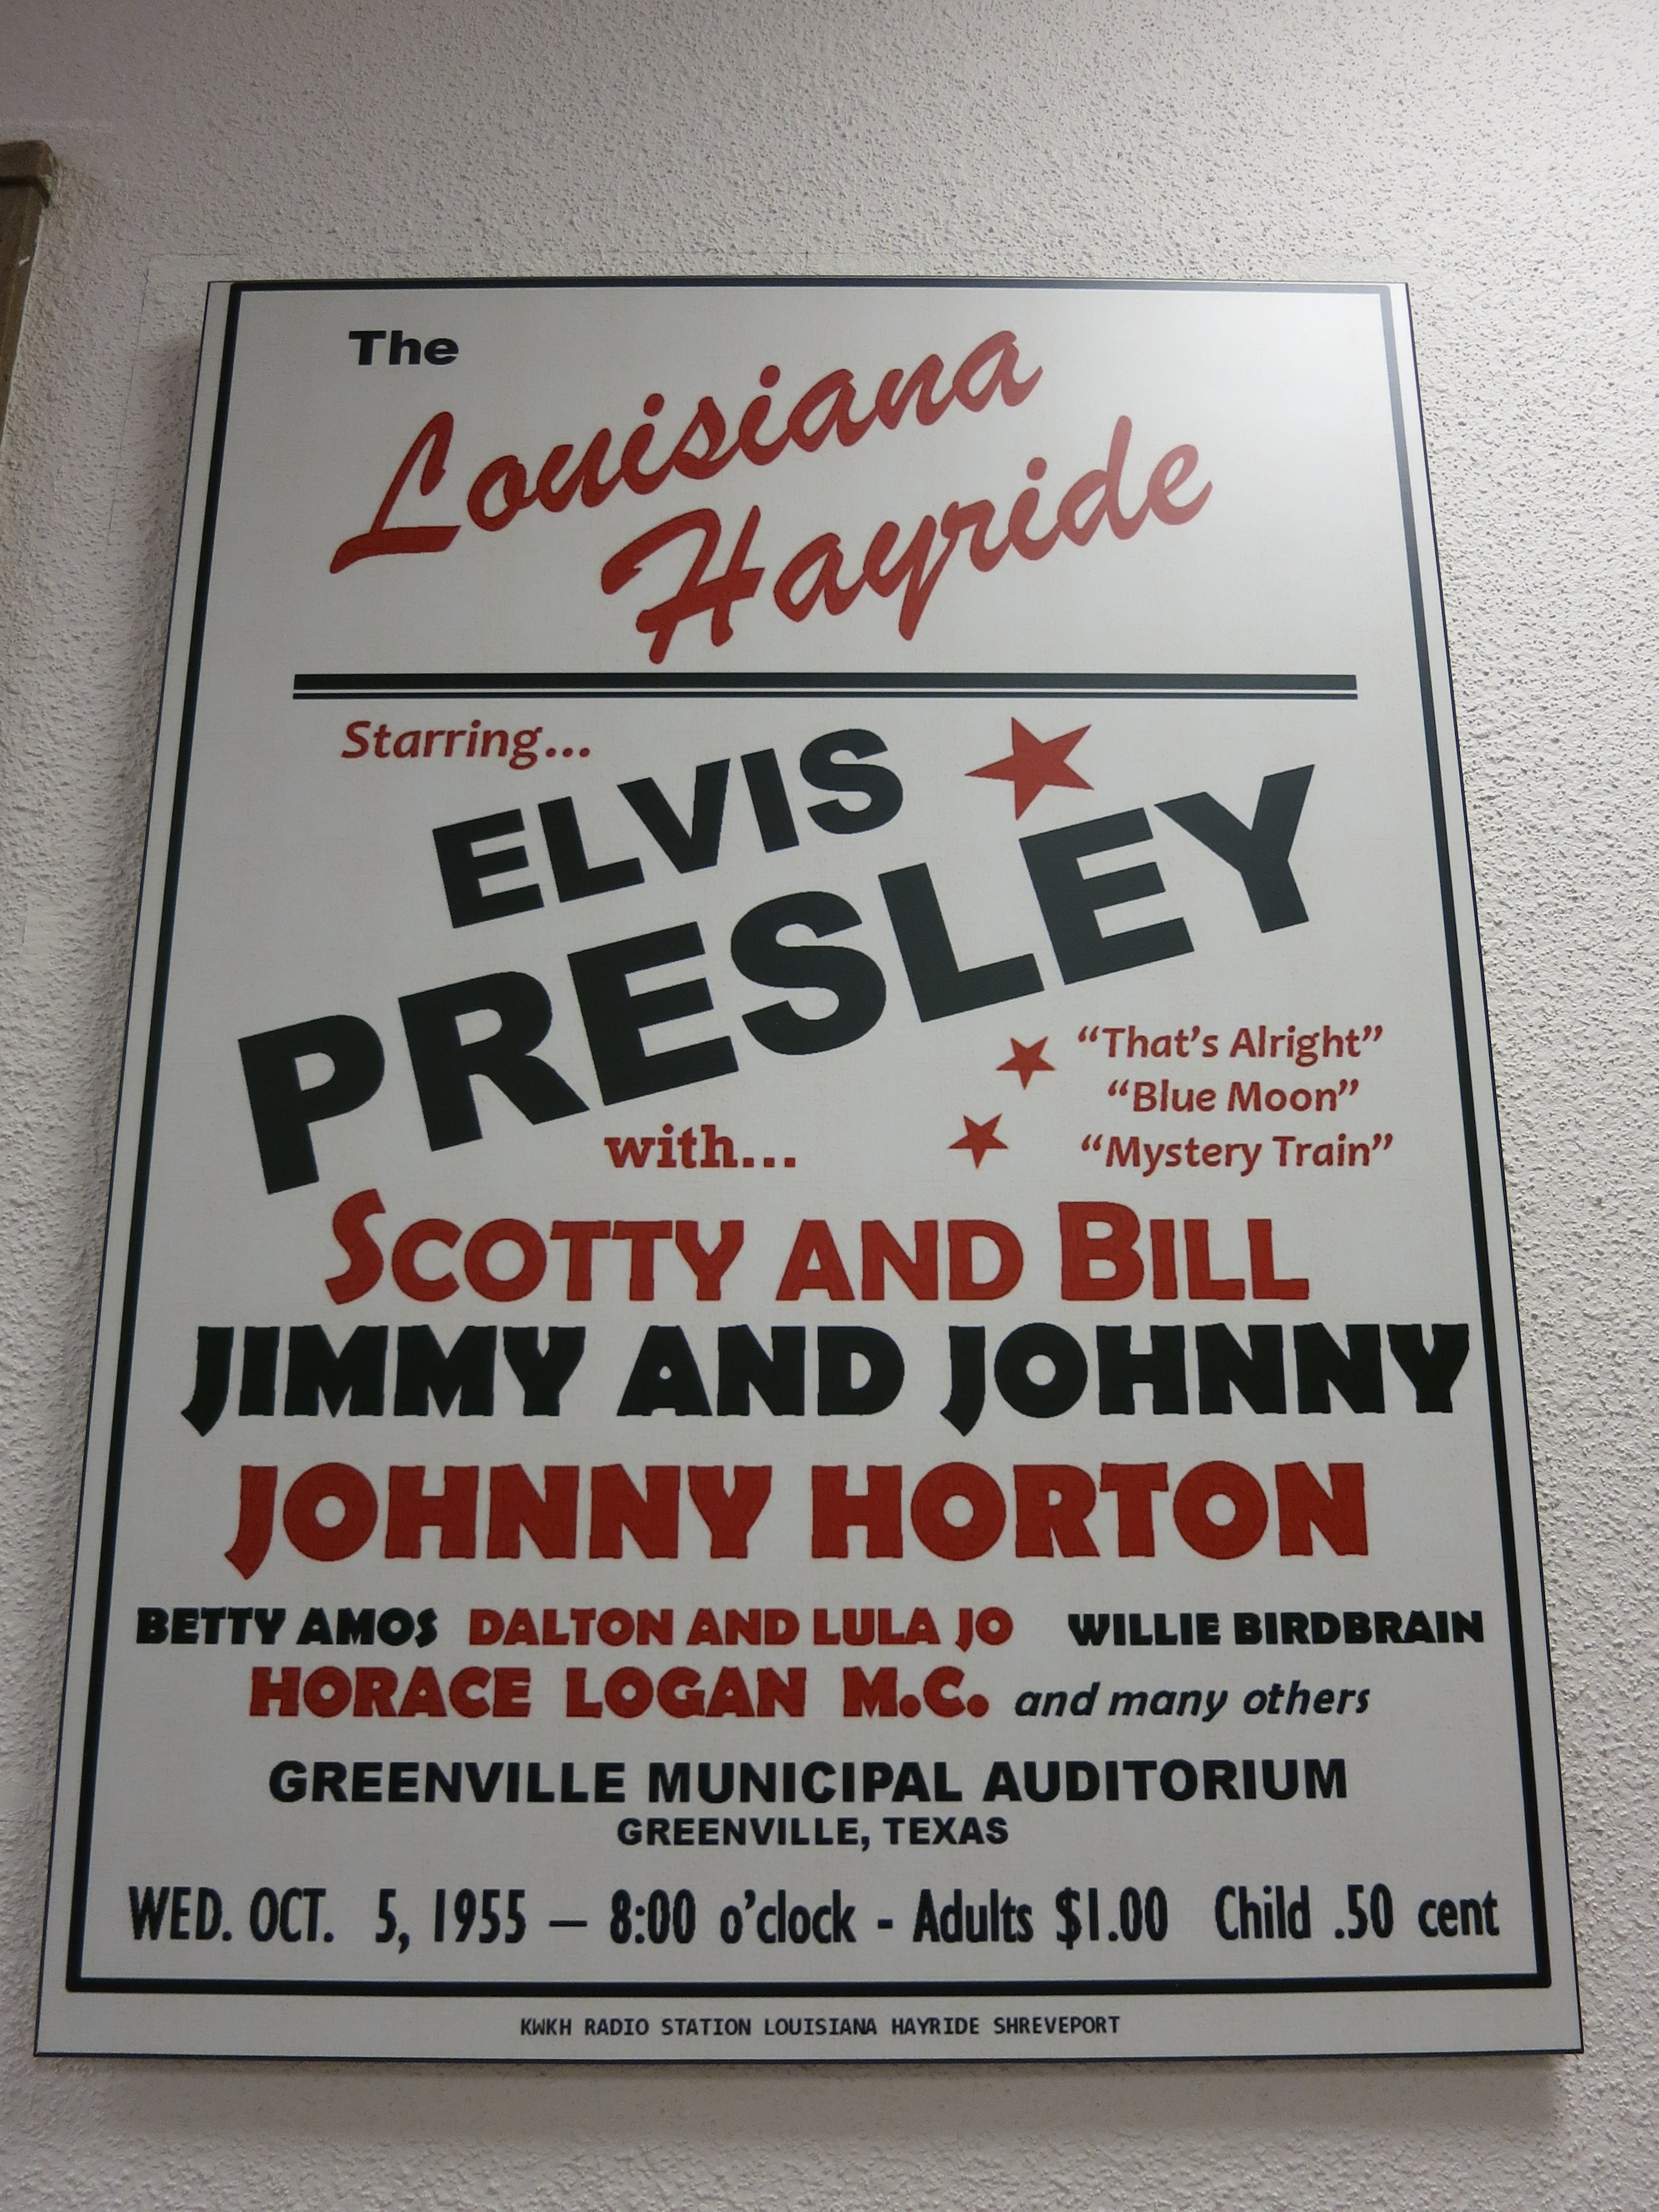 The
Louisiana
Hayride
Starring...
ELVIS
PRESLEY
"That's Alright"
"Blue Moon"
"Mystery Train"
with...
SCOTTY AND BILL
JIMMY AND JOHNNY
JOHNNY HORTON
BETTY AMOS DALTON AND LULA JO WILLIE BIRDBRAIN
HORACE LOGAN M.C. and many others
GREENVILLE MUNICIPAL AUDITORIUM
GREENVILLE, TEXAS
WED. OCT. 5, 1955 – 8:00 o'clock - Adults $1.00 Child .50 cent
KWKH RADIO STATION LOUISIANA HAYRIDE SHREVEPORT